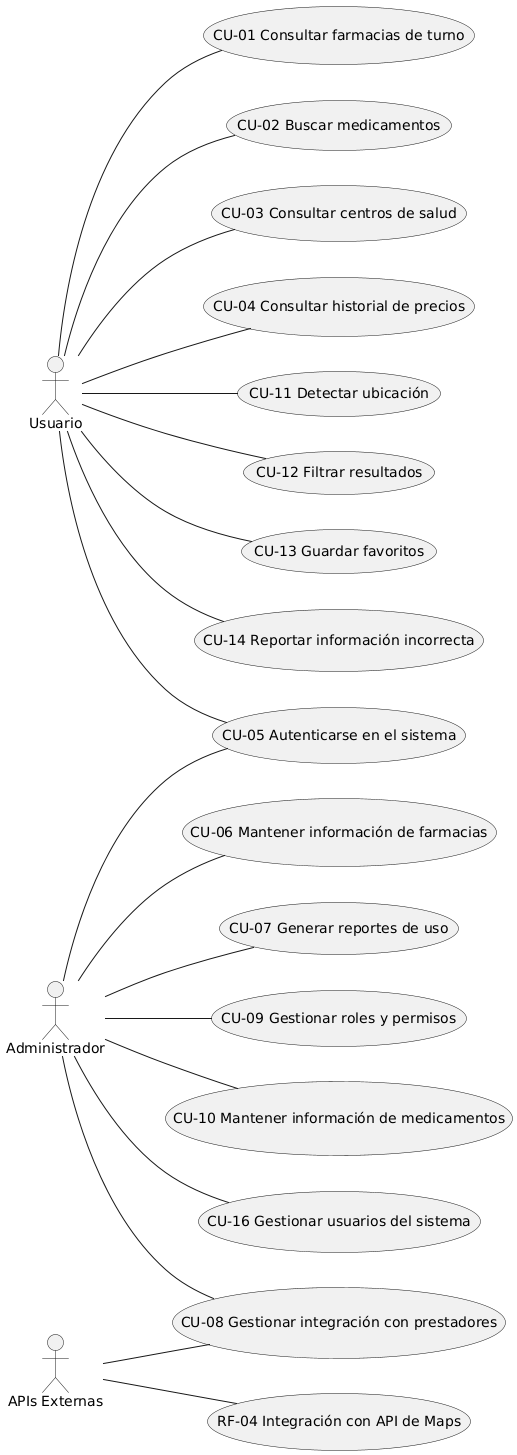 CU-01 Consultar farmacias de turno
CU-02 Buscar medicamentos
CU-03 Consultar centros de salud
CU-04 Consultar historial de precios
CU-11 Detectar ubicación
Usuario
CU-12 Filtrar resultados
CU-13 Guardar favoritos
CU-14 Reportar información incorrecta
CU-05 Autenticarse en el sistema
CU-06 Mantener información de farmacias
CU-07 Generar reportes de uso
CU-09 Gestionar roles y permisos
Administrador
CU-10 Mantener información de medicamentos
CU-16 Gestionar usuarios del sistema
CU-08 Gestionar integración con prestadores
APIs Externas
RF-04 Integración con API de Maps